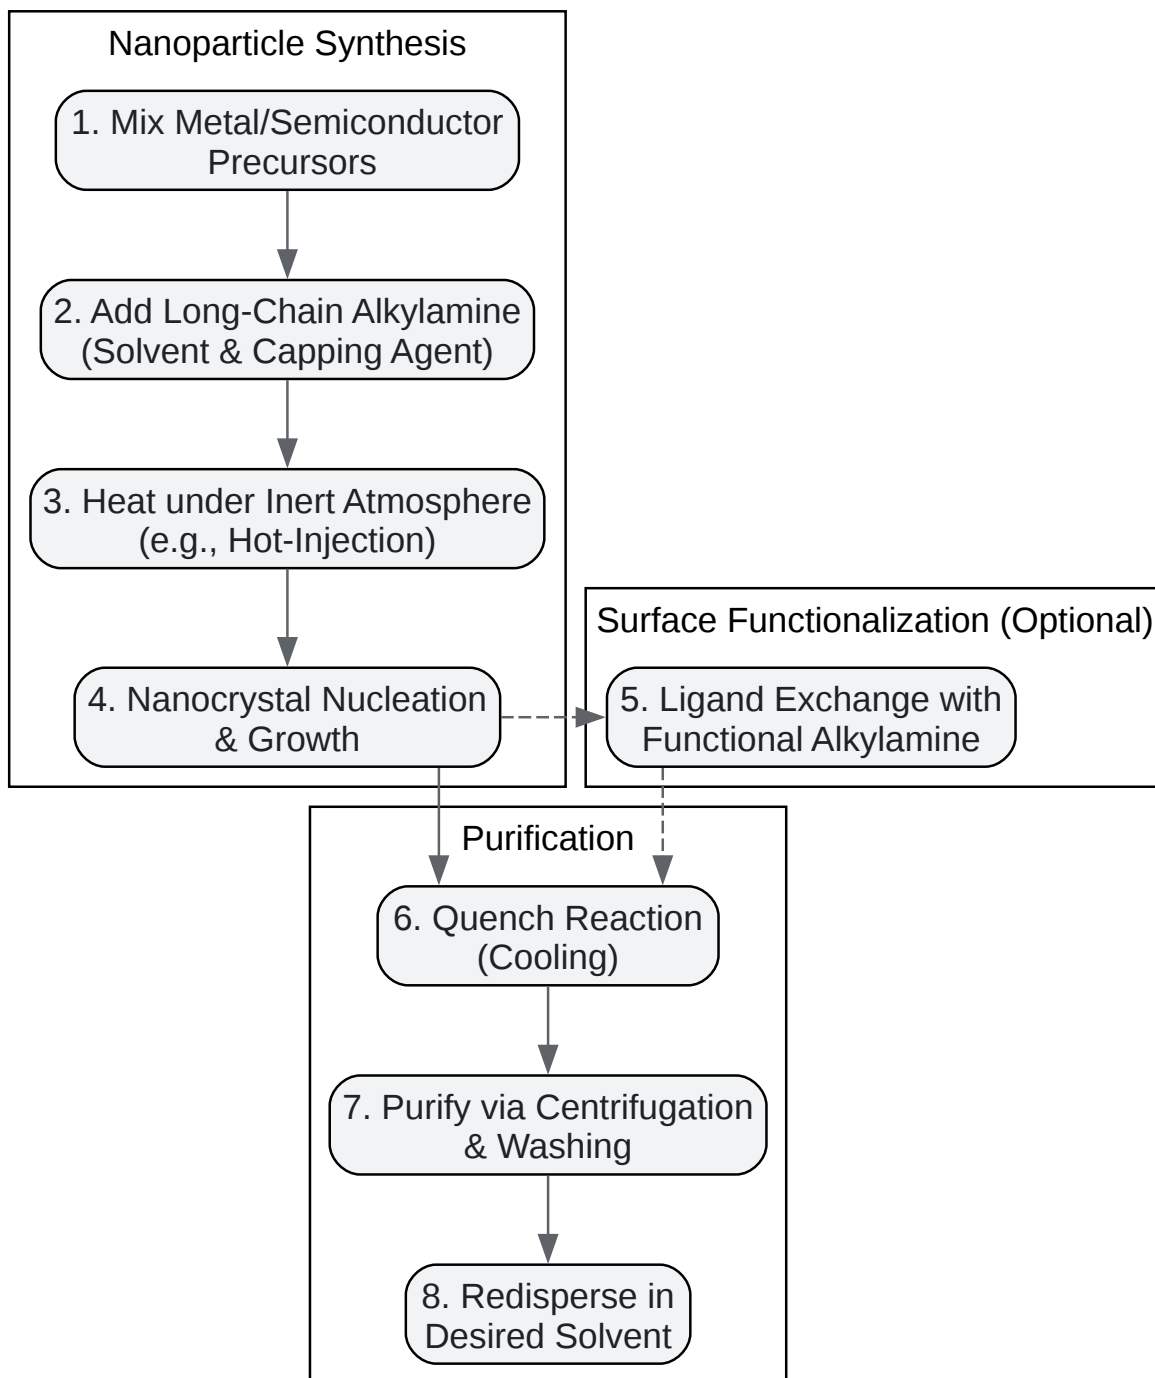 Nanoparticle Synthesis
1. Mix Metal/Semiconductor
Precursors
2. Add Long-Chain Alkylamine
(Solvent & Capping Agent)
3. Heat under Inert Atmosphere
(e.g., Hot-Injection)
4. Nanocrystal Nucleation
& Growth
Surface Functionalization (Optional)
5. Ligand Exchange with
Functional Alkylamine
Purification
6. Quench Reaction
(Cooling)
7. Purify via Centrifugation
& Washing
8. Redisperse in
Desired Solvent